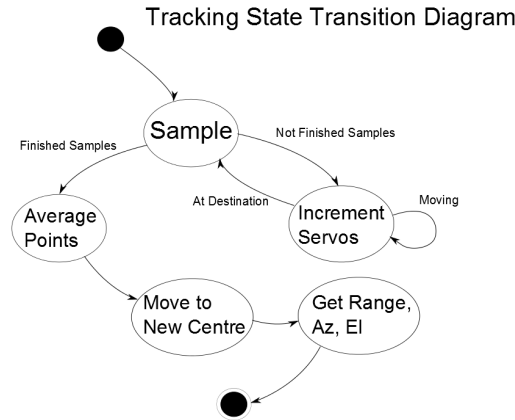 Tracking State Transition Diagram
Sample
Finished Samples
Not Finished Samples
At Destination
Moving
Average
Points
Increment
Servos
Move to
New Centre
Get Range,
Az, El